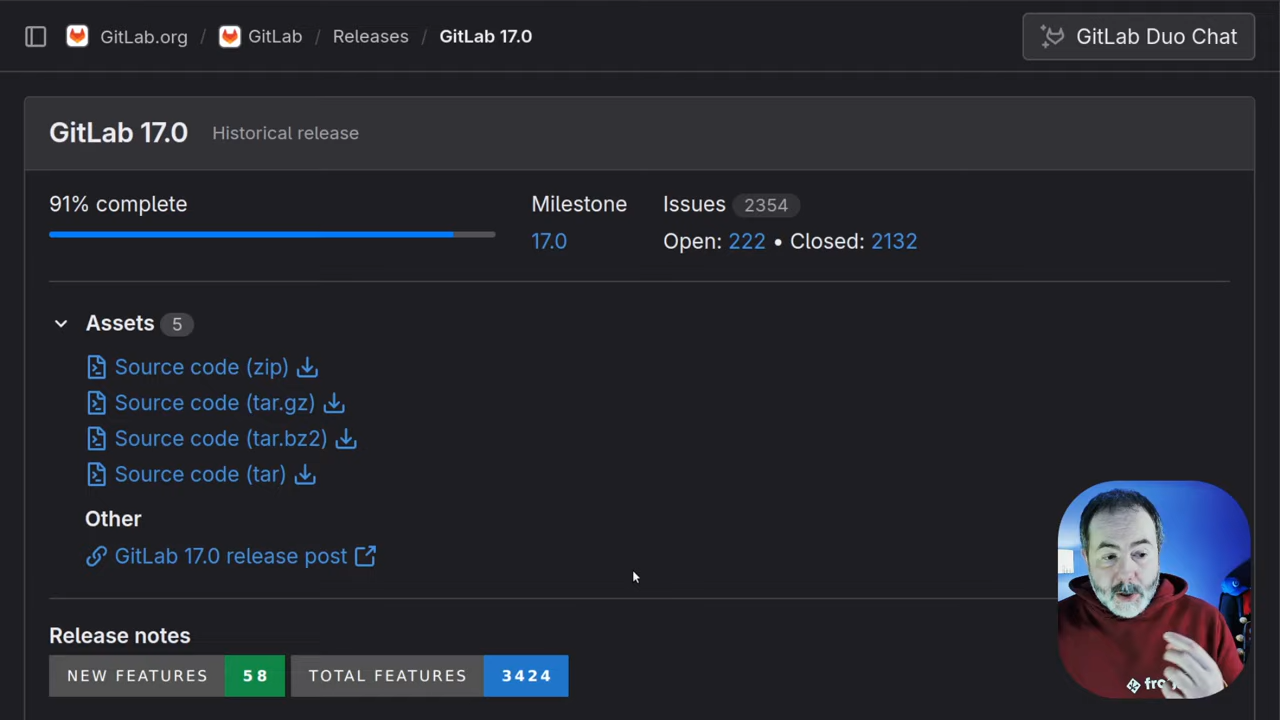 GitLab.org / GitLab / Releases / GitLab 17.0
GitLab Duo Chat
GitLab 17.0 Historical release
91% complete
Milestone
17.0
Issues 2354
Open: 222 • Closed: 2132
Assets 5
Source code (zip)
Source code (tar.gz)
Source code (tar.bz2)
Source code (tar)
Other
GitLab 17.0 release post
Release notes
NEW FEATURES 58 TOTAL FEATURES 3424